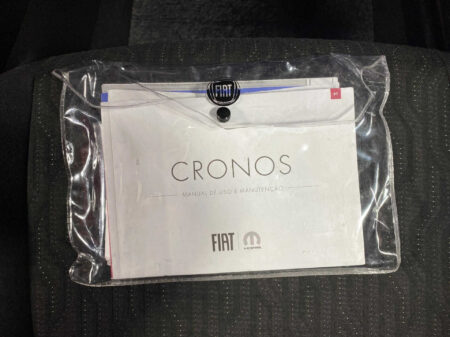 FIAT
CRONOS
MANUAL DE USO E MANUTENÇÃO
FIAT